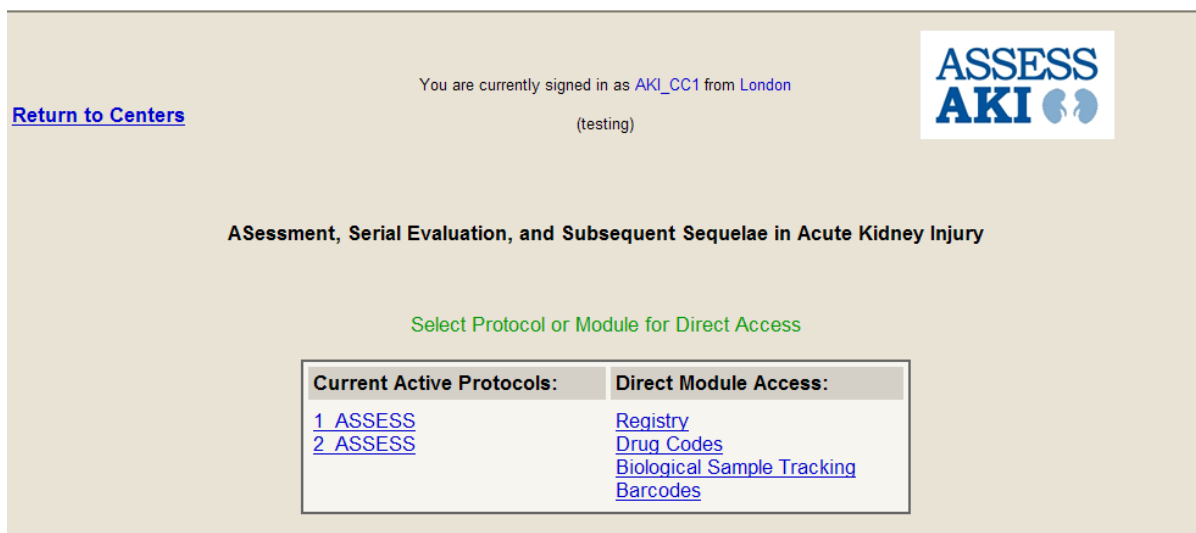 You are currently signed in as AKI_CC1 from London
(testing)
Return to Centers
ASSESS
AKI
ASessment, Serial Evaluation, and Subsequent Sequelae in Acute Kidney Injury
Select Protocol or Module for Direct Access
Current Active Protocols:
1 ASSESS
2 ASSESS
Direct Module Access:
Registry
Drug Codes
Biological Sample Tracking
Barcodes